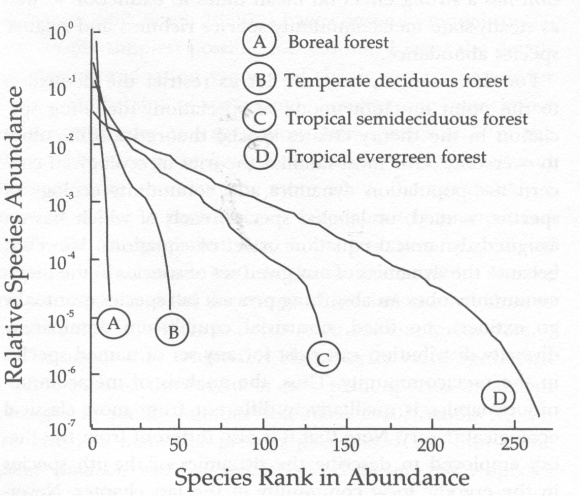 10⁰
10⁻¹
10⁻²
10⁻³
10⁻⁴
10⁻⁵
10⁻⁶
10⁻⁷
Relative Species Abundance
A Boreal forest
B Temperate deciduous forest
C Tropical semideciduous forest
D Tropical evergreen forest
A
B
C
D
0 50 100 150 200 250
Species Rank in Abundance